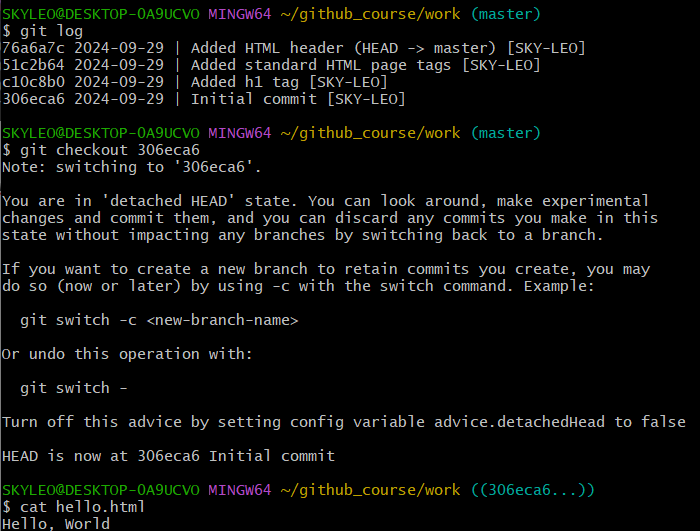 SKYLEO@DESKTOP-0A9UCVO MINGW64 ~/github_course/work (master)
$ git log
76a6a7c 2024-09-29 | Added HTML header (HEAD -> master) [SKY-LEO]
51c2b64 2024-09-29 | Added standard HTML page tags [SKY-LEO]
c10c8b0 2024-09-29 | Added h1 tag [SKY-LEO]
306eca6 2024-09-29 | Initial commit [SKY-LEO]
SKYLEO@DESKTOP-0A9UCVO MINGW64 ~/github_course/work (master)
$ git checkout 306eca6
Note: switching to '306eca6'.
You are in 'detached HEAD' state. You can look around, make experimental
changes and commit them, and you can discard any commits you make in this
state without impacting any branches by switching back to a branch.
If you want to create a new branch to retain commits you create, you may
do so (now or later) by using -c with the switch command. Example:
git switch -c <new-branch-name>
Or undo this operation with:
git switch -
Turn off this advice by setting config variable advice.detachedHead to false
HEAD is now at 306eca6 Initial commit
SKYLEO@DESKTOP-0A9UCVO MINGW64 ~/github_course/work ((306eca6...))
$ cat hello.html
Hello, World